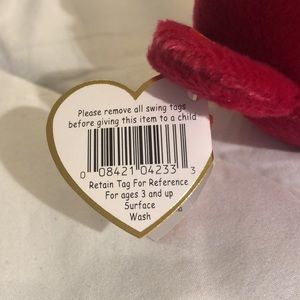 Please remove all swing tags
before giving this item to a child
0 08421 04233 3
Retain Tag For Reference
For ages 3 and up
Surface
Wash